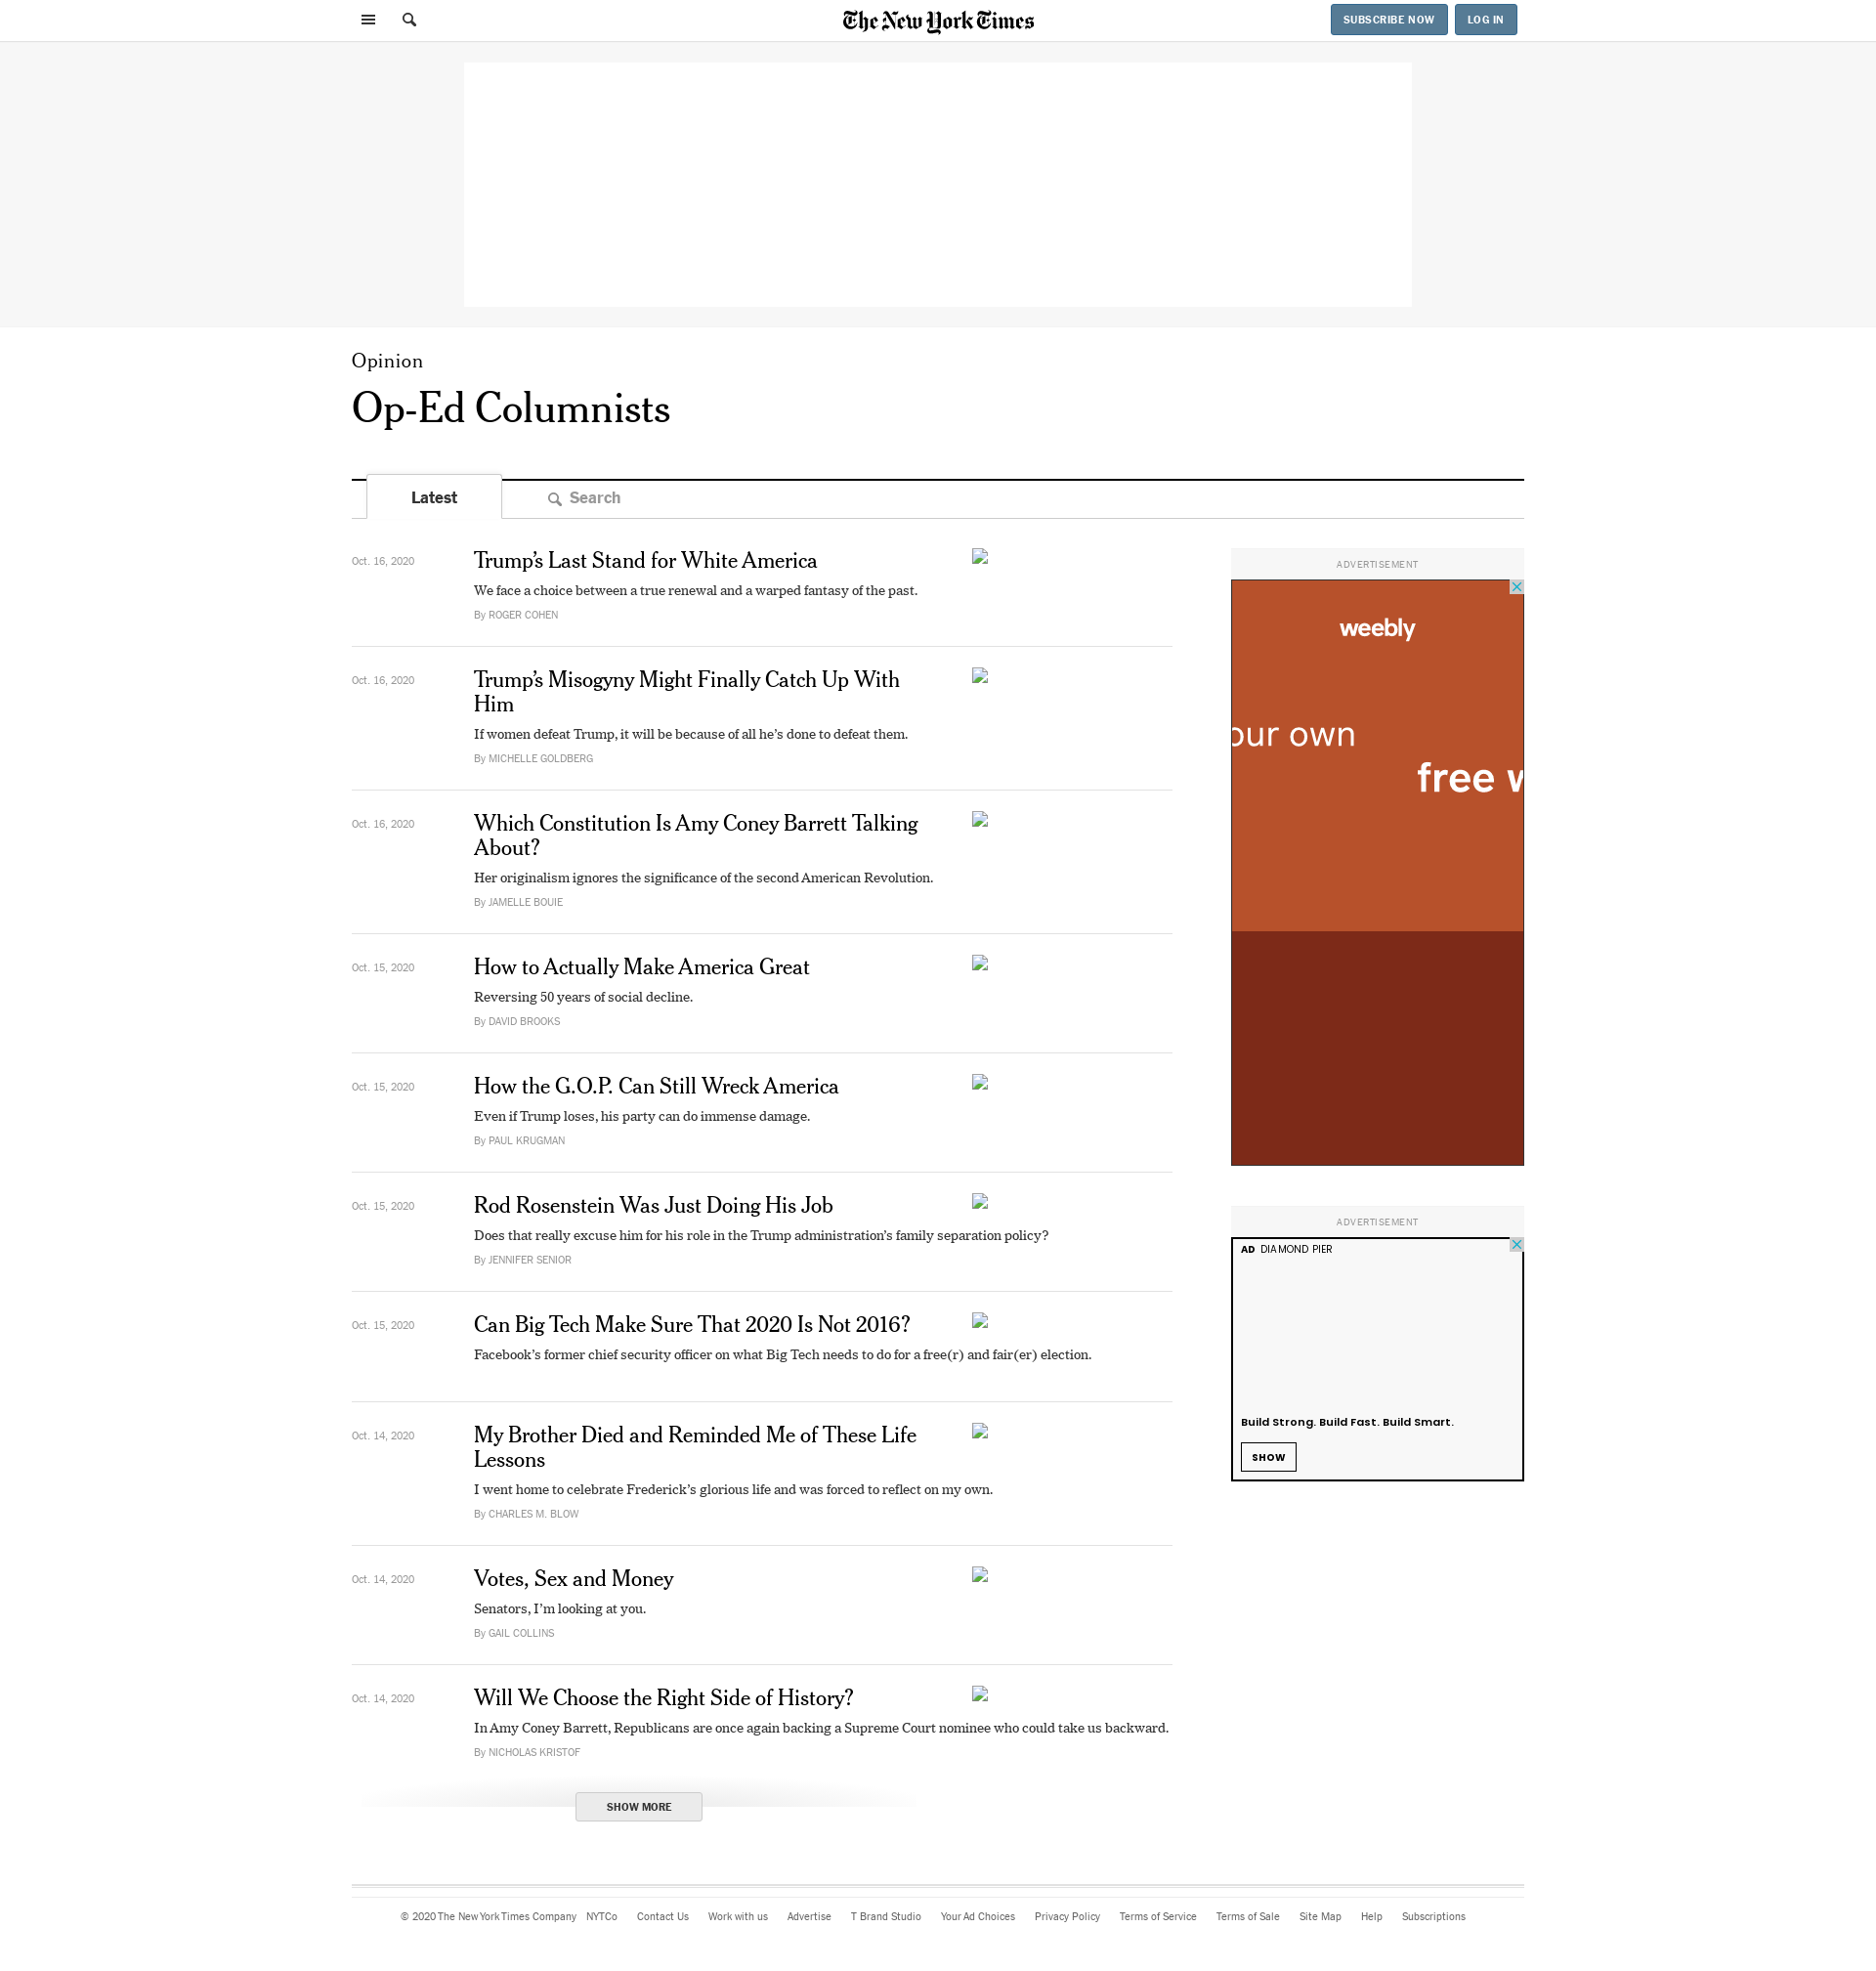 The New York Times
SUBSCRIBE NOW
LOG IN
Opinion
Op-Ed Columnists
Latest
Search
Oct. 16, 2020
Trump’s Last Stand for White America
We face a choice between a true renewal and a warped fantasy of the past.
By ROGER COHEN
Oct. 16, 2020
Trump’s Misogyny Might Finally Catch Up With
Him
If women defeat Trump, it will be because of all he’s done to defeat them.
By MICHELLE GOLDBERG
Oct. 16, 2020
Which Constitution Is Amy Coney Barrett Talking
About?
Her originalism ignores the significance of the second American Revolution.
By JAMELLE BOUIE
Oct. 15, 2020
How to Actually Make America Great
Reversing 50 years of social decline.
By DAVID BROOKS
Oct. 15, 2020
How the G.O.P. Can Still Wreck America
Even if Trump loses, his party can do immense damage.
By PAUL KRUGMAN
Oct. 15, 2020
Rod Rosenstein Was Just Doing His Job
Does that really excuse him for his role in the Trump administration’s family separation policy?
By JENNIFER SENIOR
Oct. 15, 2020
Can Big Tech Make Sure That 2020 Is Not 2016?
Facebook’s former chief security officer on what Big Tech needs to do for a free(r) and fair(er) election.
Oct. 14, 2020
My Brother Died and Reminded Me of These Life
Lessons
I went home to celebrate Frederick’s glorious life and was forced to reflect on my own.
By CHARLES M. BLOW
Oct. 14, 2020
Votes, Sex and Money
Senators, I’m looking at you.
By GAIL COLLINS
Oct. 14, 2020
Will We Choose the Right Side of History?
In Amy Coney Barrett, Republicans are once again backing a Supreme Court nominee who could take us backward.
By NICHOLAS KRISTOF
SHOW MORE
ADVERTISEMENT
weebly
our own
free w
ADVERTISEMENT
AD DIAMOND PIER
Build Strong. Build Fast. Build Smart.
SHOW
© 2020 The New York Times Company NYTCo Contact Us Work with us Advertise T Brand Studio Your Ad Choices Privacy Policy Terms of Service Terms of Sale Site Map Help Subscriptions